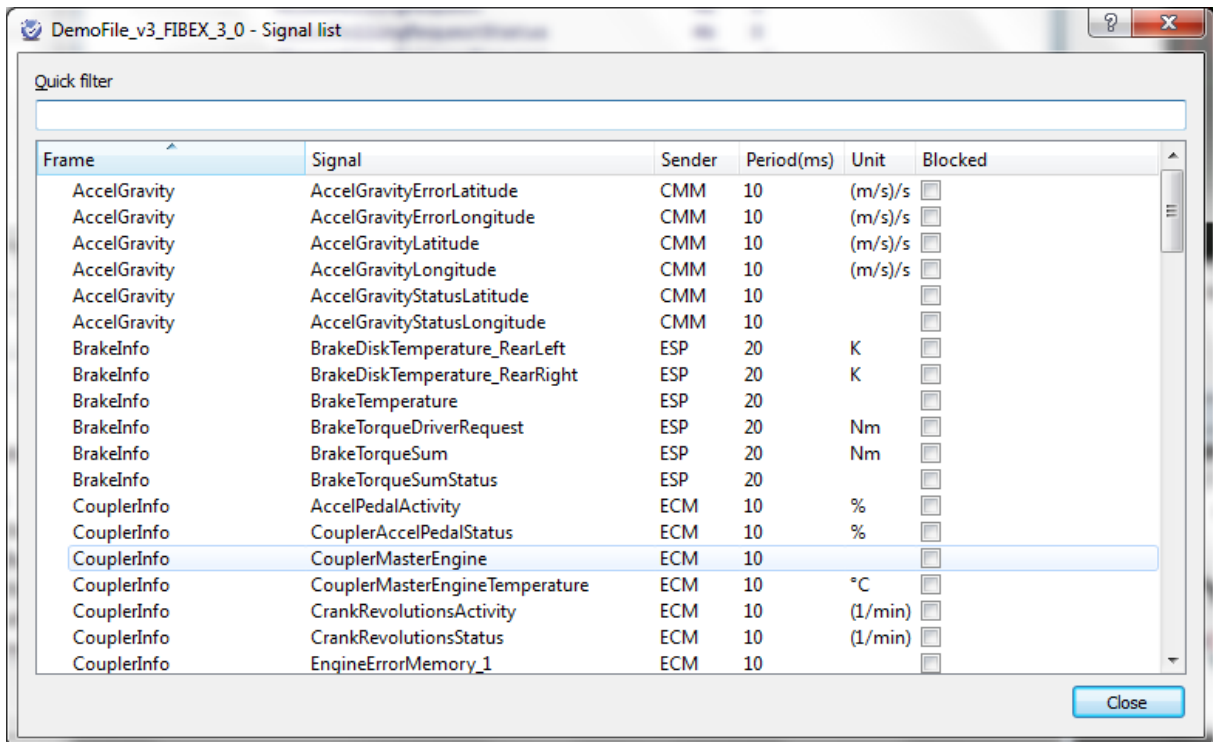 DemoFile_v3_FIBEX_3_0 - Signal list
Quick filter
Frame Signal Sender Period(ms) Unit Blocked
AccelGravity AccelGravityErrorLatitude CMM 10 (m/s)/s
AccelGravity AccelGravityErrorLongitude CMM 10 (m/s)/s
AccelGravity AccelGravityLatitude CMM 10 (m/s)/s
AccelGravity AccelGravityLongitude CMM 10 (m/s)/s
AccelGravity AccelGravityStatusLatitude CMM 10
AccelGravity AccelGravityStatusLongitude CMM 10
BrakeInfo BrakeDiskTemperature_RearLeft ESP 20 K
BrakeInfo BrakeDiskTemperature_RearRight ESP 20 K
BrakeInfo BrakeTemperature ESP 20
BrakeInfo BrakeTorqueDriverRequest ESP 20 Nm
BrakeInfo BrakeTorqueSum ESP 20 Nm
BrakeInfo BrakeTorqueSumStatus ESP 20
CouplerInfo AccelPedalActivity ECM 10 %
CouplerInfo CouplerAccelPedalStatus ECM 10 %
CouplerInfo CouplerMasterEngine ECM 10
CouplerInfo CouplerMasterEngineTemperature ECM 10 °C
CouplerInfo CrankRevolutionsActivity ECM 10 (1/min)
CouplerInfo CrankRevolutionsStatus ECM 10 (1/min)
CouplerInfo EngineErrorMemory_1 ECM 10
Close